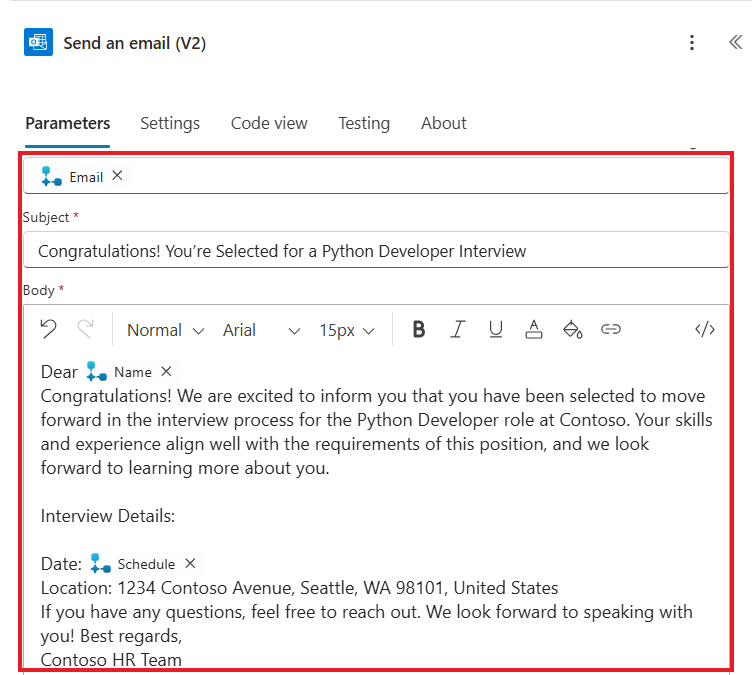 Send an email (V2)
Parameters Settings Code view Testing About
Email
Subject *
Congratulations! You’re Selected for a Python Developer Interview
Body *
Normal Arial 15px B I U A </>
Dear Name
Congratulations! We are excited to inform you that you have been selected to move
forward in the interview process for the Python Developer role at Contoso. Your skills
and experience align well with the requirements of this position, and we look
forward to learning more about you.
Interview Details:
Date: Schedule
Location: 1234 Contoso Avenue, Seattle, WA 98101, United States
If you have any questions, feel free to reach out. We look forward to speaking with
you! Best regards,
Contoso HR Team